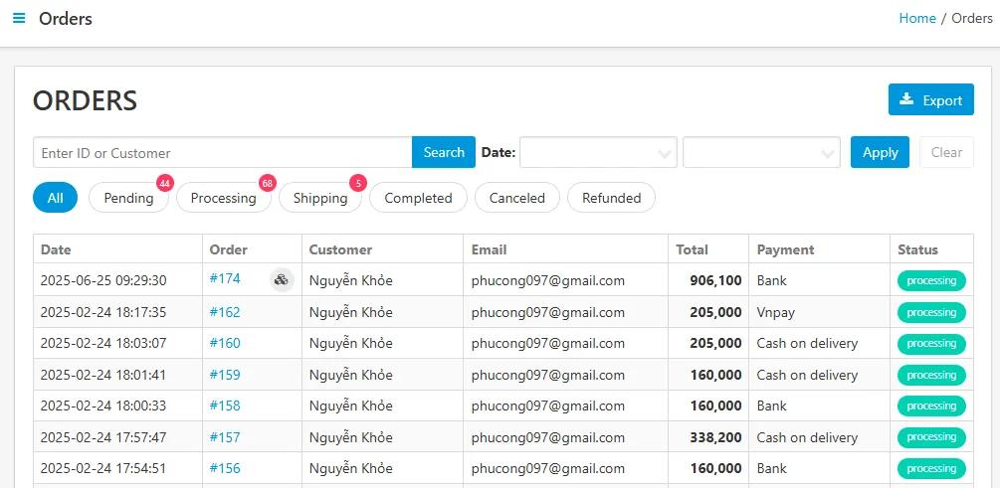 Orders
Home / Orders
ORDERS
Export
Enter ID or Customer
Search
Date:
Apply
Clear
All
Pending 44
Processing 68
Shipping 5
Completed
Canceled
Refunded
Date Order Customer Email Total Payment Status
2025-06-25 09:29:30 #174 Nguyễn Khỏe phucong097@gmail.com 906,100 Bank processing
2025-02-24 18:17:35 #162 Nguyễn Khỏe phucong097@gmail.com 205,000 Vnpay processing
2025-02-24 18:03:07 #160 Nguyễn Khỏe phucong097@gmail.com 205,000 Cash on delivery processing
2025-02-24 18:01:41 #159 Nguyễn Khỏe phucong097@gmail.com 160,000 Cash on delivery processing
2025-02-24 18:00:33 #158 Nguyễn Khỏe phucong097@gmail.com 160,000 Bank processing
2025-02-24 17:57:47 #157 Nguyễn Khỏe phucong097@gmail.com 338,200 Cash on delivery processing
2025-02-24 17:54:51 #156 Nguyễn Khỏe phucong097@gmail.com 160,000 Bank processing